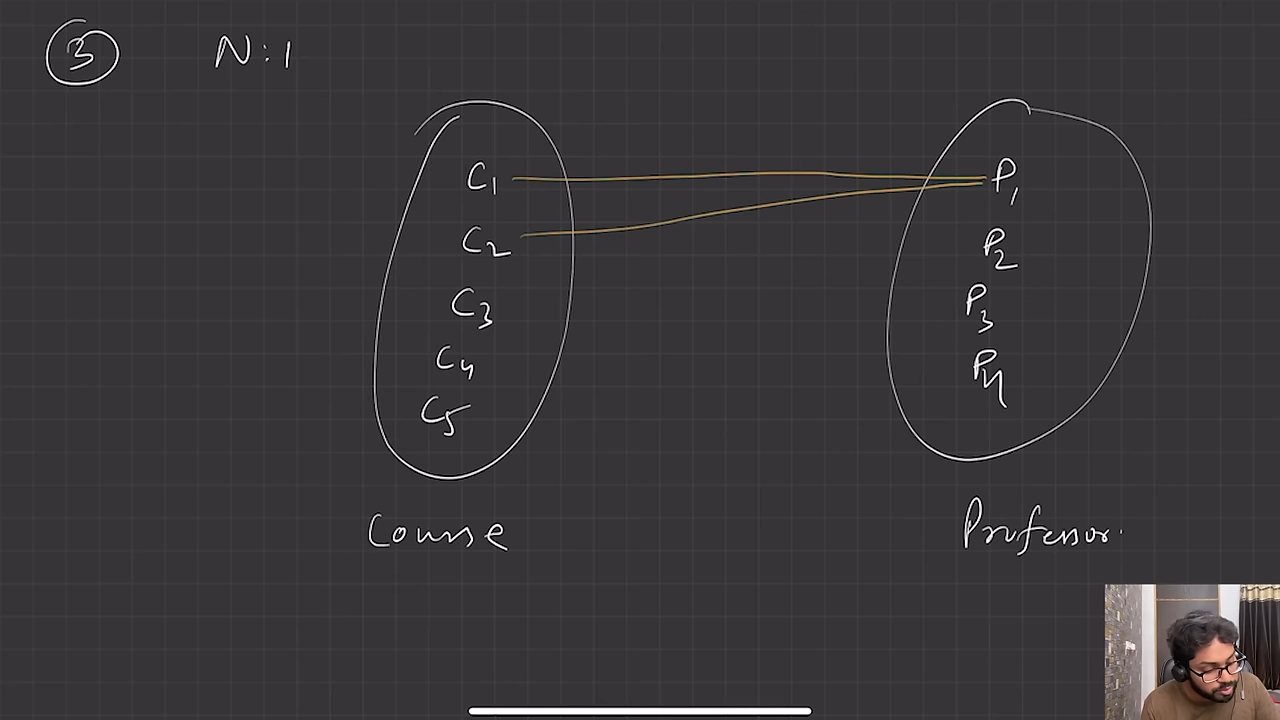 3 N:1
C1 P1
C2 P2
C3 P3
C4 P4
C5
Course Professor.